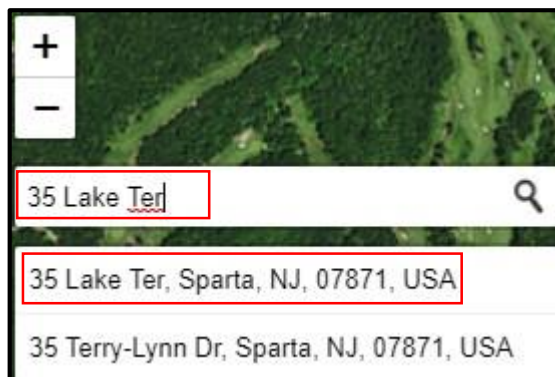 +
−
35 Lake Ter
35 Lake Ter, Sparta, NJ, 07871, USA
35 Terry-Lynn Dr, Sparta, NJ, 07871, USA